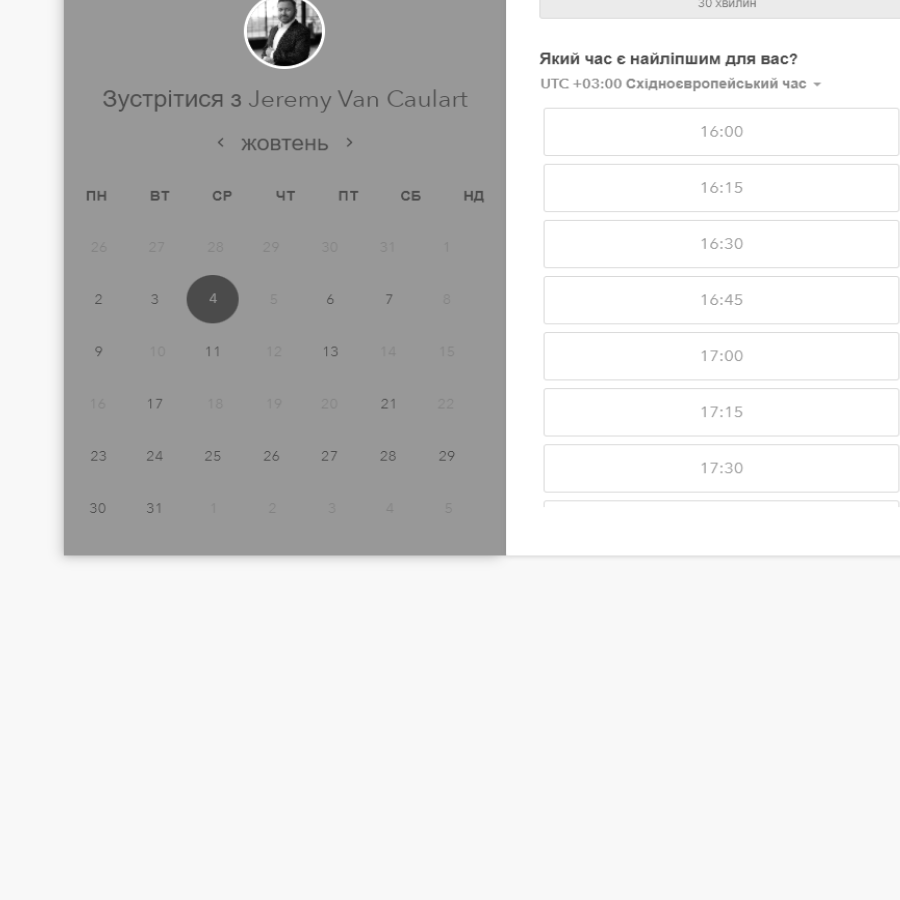 Зустрітися з Jeremy Van Caulart
‹ жовтень ›
ПН ВТ СР ЧТ ПТ СБ НД
26 27 28 29 30 31 1
2 3 4 5 6 7 8
9 10 11 12 13 14 15
16 17 18 19 20 21 22
23 24 25 26 27 28 29
30 31 1 2 3 4 5
30 хвилин
Який час є найліпшим для вас?
UTC +03:00 Східноєвропейський час
16:00
16:15
16:30
16:45
17:00
17:15
17:30